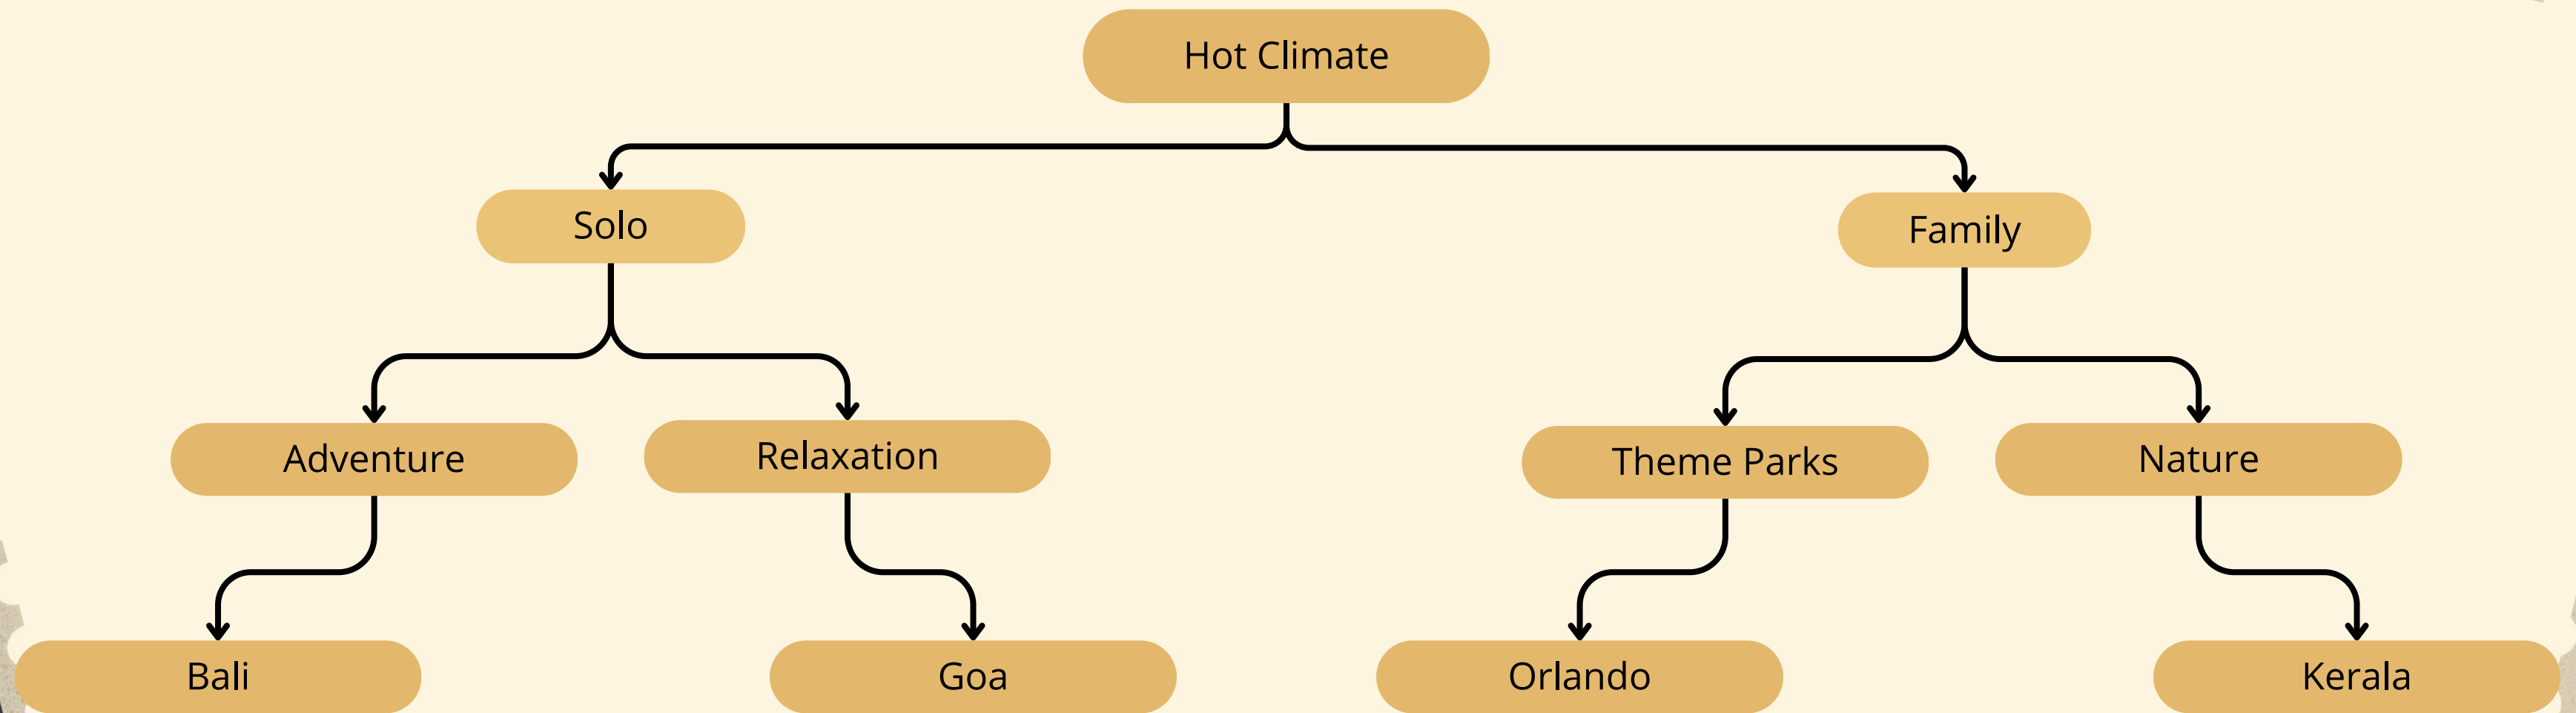 Hot Climate
Solo
Family
Adventure
Relaxation
Theme Parks
Nature
Bali
Goa
Orlando
Kerala